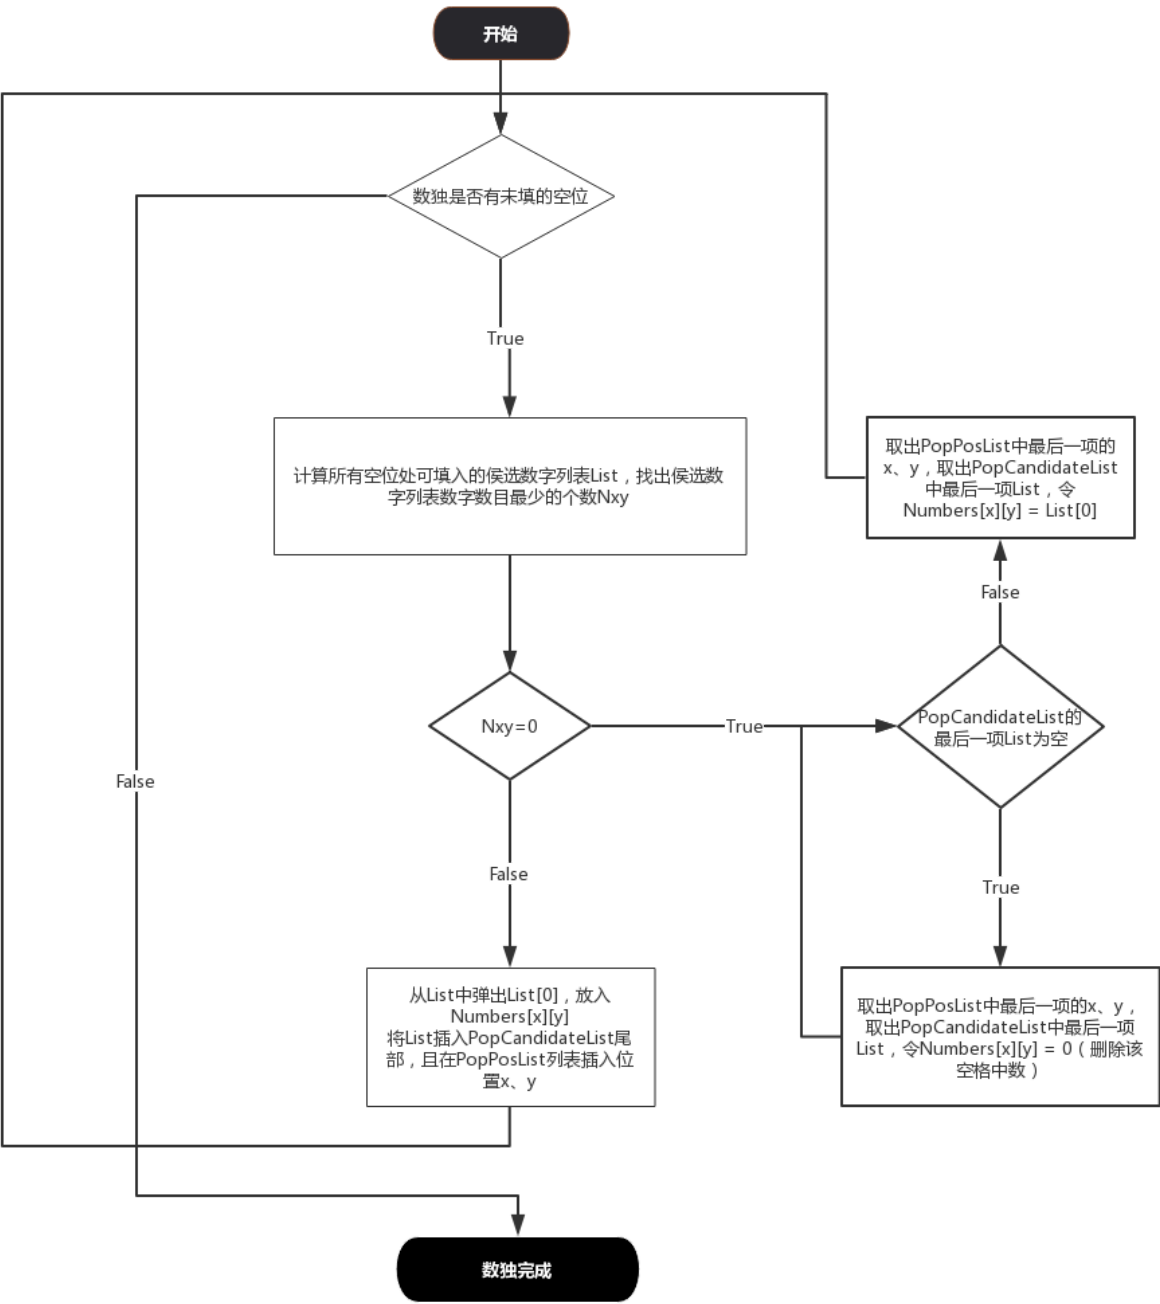 开始
数独是否有未填的空位
True
计算所有空位处可填入的侯选数字列表List，找出侯选数
字列表数字数目最少的个数Nxy
取出PopPosList中最后一项的
x、y，取出PopCandidateList
中最后一项List，令
Numbers[x][y] = List[0]
False
Nxy=0
True
PopCandidateList的
最后一项List为空
False
False
True
从List中弹出List[0]，放入
Numbers[x][y]
将List插入PopCandidateList尾
部，且在PopPosList列表插入位
置x、y
取出PopPosList中最后一项的x、y，
取出PopCandidateList中最后一项
List，令Numbers[x][y] = 0（删除该
空格中数）
数独完成